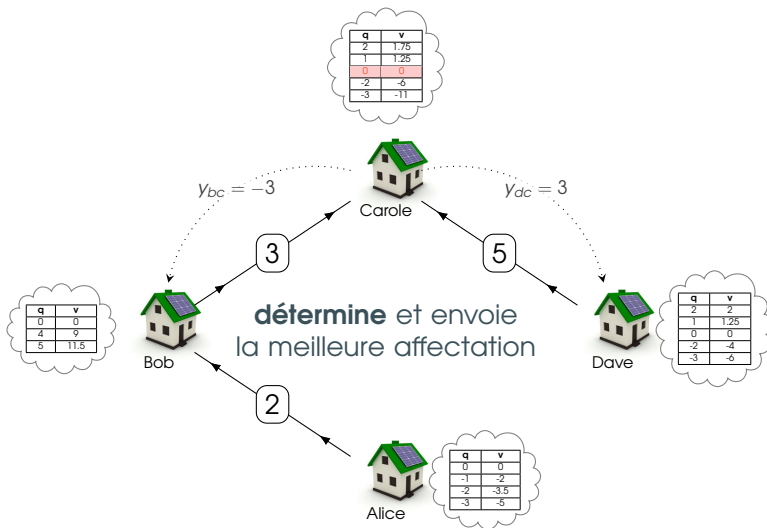 q v
2 1.75
1 1.25
0 0
-2 -6
-3 -11
y_bc = −3
y_dc = 3
Carole
3
5
q v
0 0
4 9
5 11.5
Bob
détermine et envoie
la meilleure affectation
q v
2 2
1 1.25
0 0
-2 -4
-3 -6
Dave
2
q v
0 0
-1 -2
-2 -3.5
-3 -5
Alice